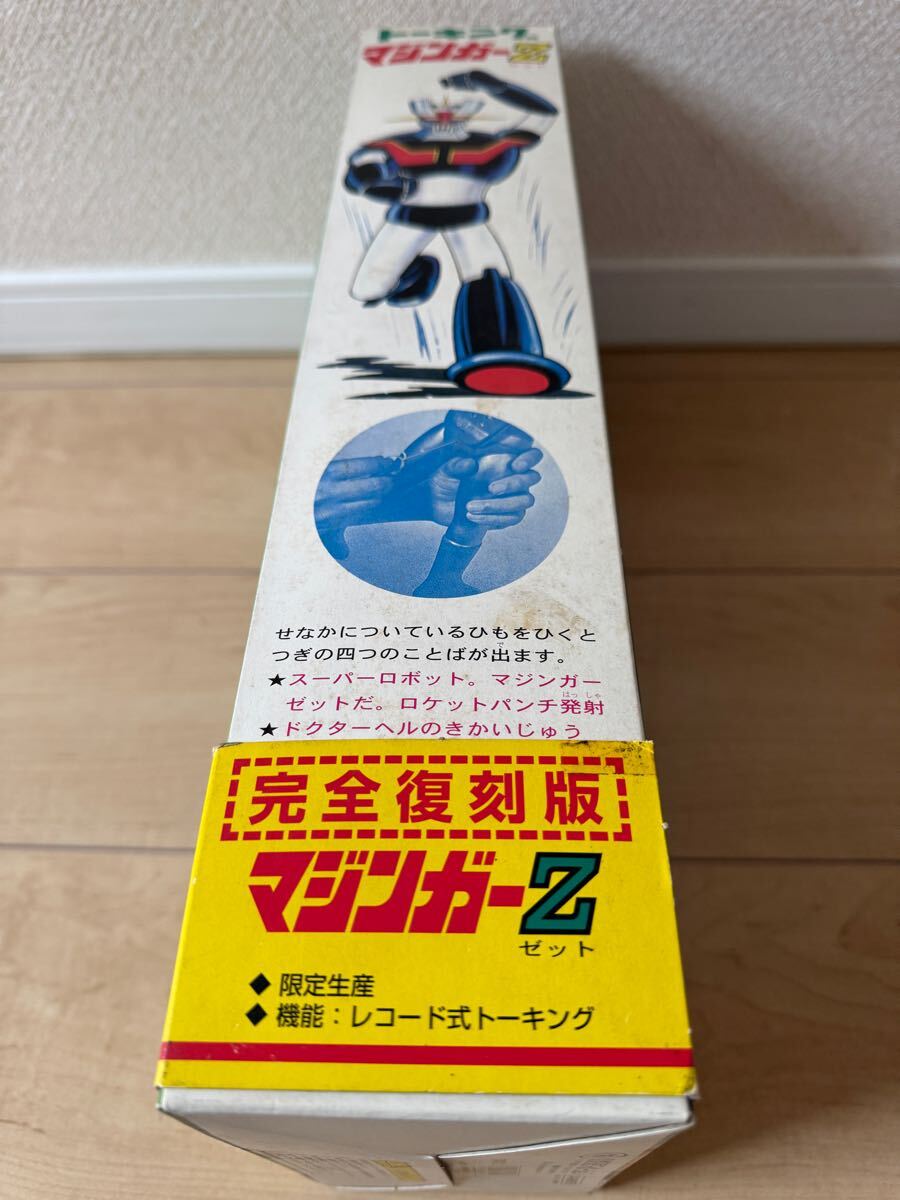 トーキング
マジンガーZ
せなかについているひもをひくと
つぎの四つのことばが出ます。
★スーパーロボット。マジンガー
ゼットだ。ロケットパンチ発射
★ドクターヘルのきかいじゅう
完全復刻版
マジンガーZ
ゼット
◆限定生産
◆機能：レコード式トーキング